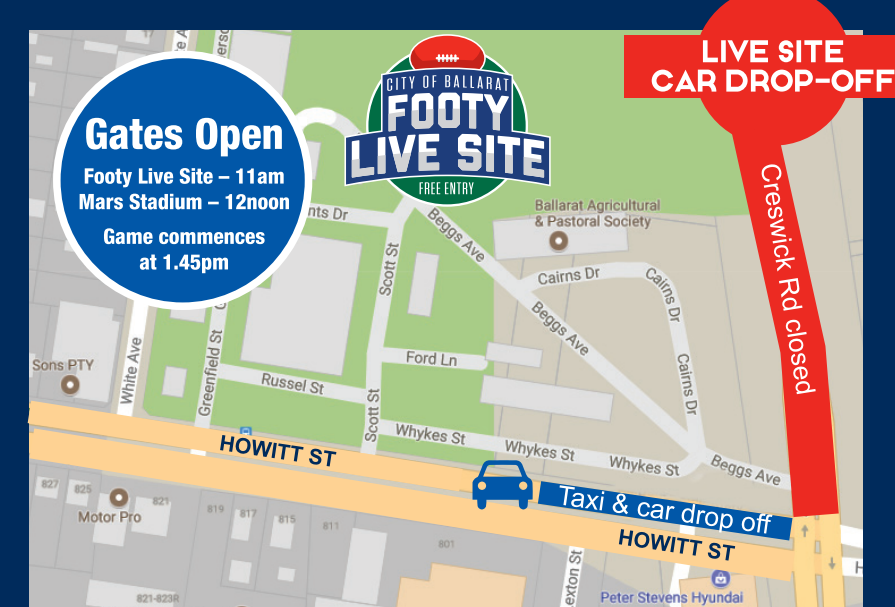 LIVE SITE
CAR DROP-OFF
CITY OF BALLARAT
FOOTY
LIVE SITE
FREE ENTRY
Gates Open
Footy Live Site – 11am
Mars Stadium – 12noon
Game commences
at 1.45pm
Creswick Rd closed
Ballarat Agricultural
& Pastoral Society
nts Dr
Beggs Ave
Scott St
Cairns Dr
Cairns Dr
Beggs Ave
Cairns Dr
Ford Ln
Russel St
Greenfield St
White Ave
Sons PTY
Scott St
Whykes St
Whykes St
Whykes St
Beggs Ave
HOWITT ST
Taxi & car drop off
HOWITT ST
827
825
821
819
817
815
811
801
Motor Pro
821-823R
exton St
Peter Stevens Hyundai
H